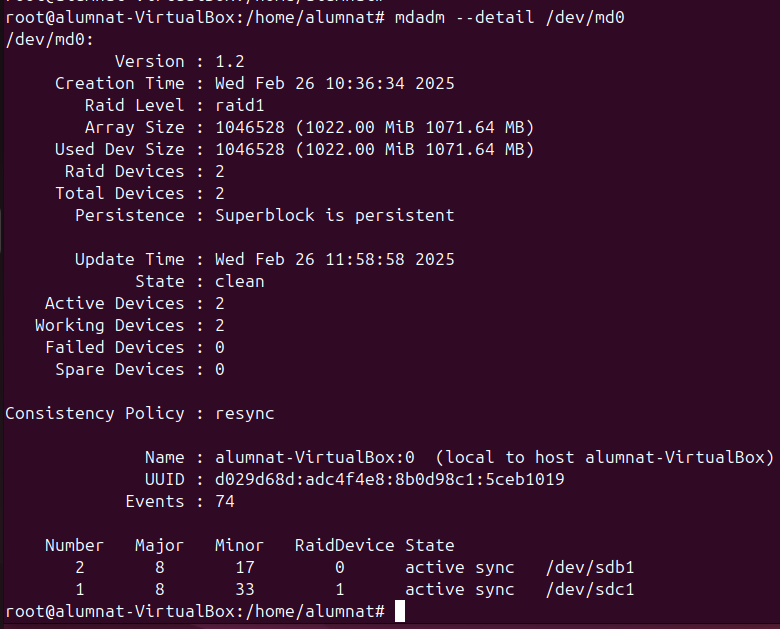 root@alumnat-VirtualBox:/home/alumnat# mdadm --detail /dev/md0
/dev/md0:
Version : 1.2
Creation Time : Wed Feb 26 10:36:34 2025
Raid Level : raid1
Array Size : 1046528 (1022.00 MiB 1071.64 MB)
Used Dev Size : 1046528 (1022.00 MiB 1071.64 MB)
Raid Devices : 2
Total Devices : 2
Persistence : Superblock is persistent
Update Time : Wed Feb 26 11:58:58 2025
State : clean
Active Devices : 2
Working Devices : 2
Failed Devices : 0
Spare Devices : 0
Consistency Policy : resync
Name : alumnat-VirtualBox:0  (local to host alumnat-VirtualBox)
UUID : d029d68d:adc4f4e8:8b0d98c1:5ceb1019
Events : 74
Number   Major   Minor   RaidDevice State
2       8       17        0      active sync   /dev/sdb1
1       8       33        1      active sync   /dev/sdc1
root@alumnat-VirtualBox:/home/alumnat#